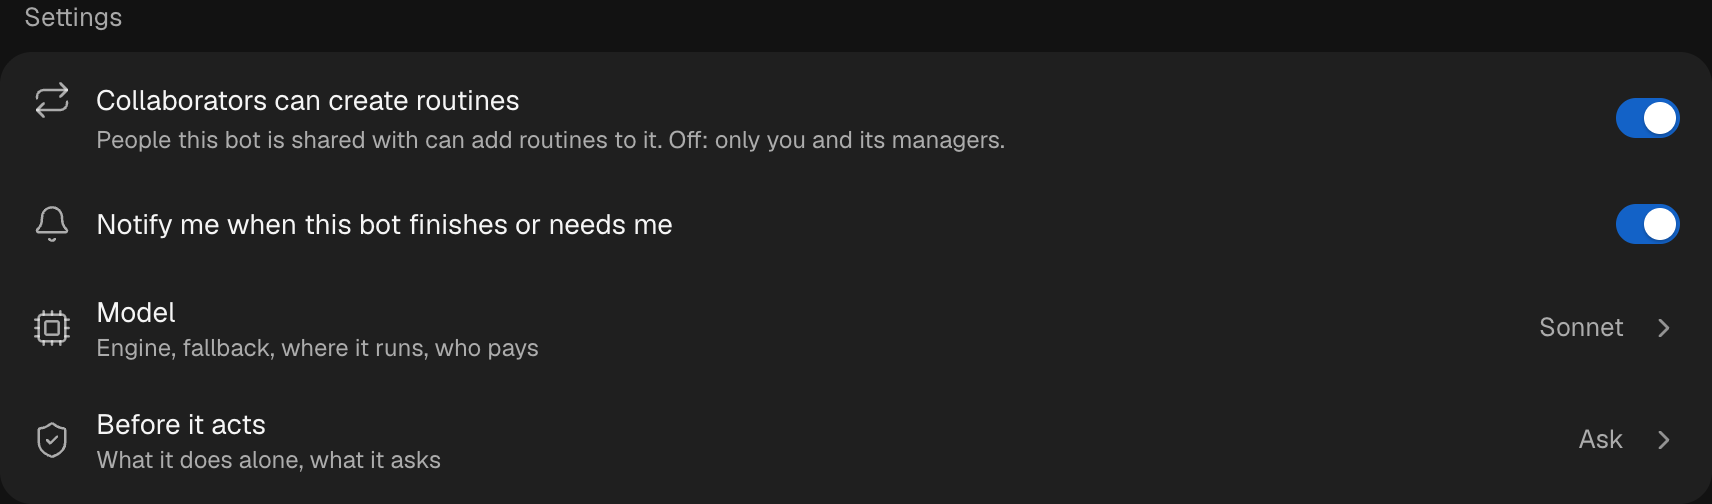 Settings
Collaborators can create routines
People this bot is shared with can add routines to it. Off: only you and its managers.
Notify me when this bot finishes or needs me
Model
Engine, fallback, where it runs, who pays
Sonnet
Before it acts
What it does alone, what it asks
Ask